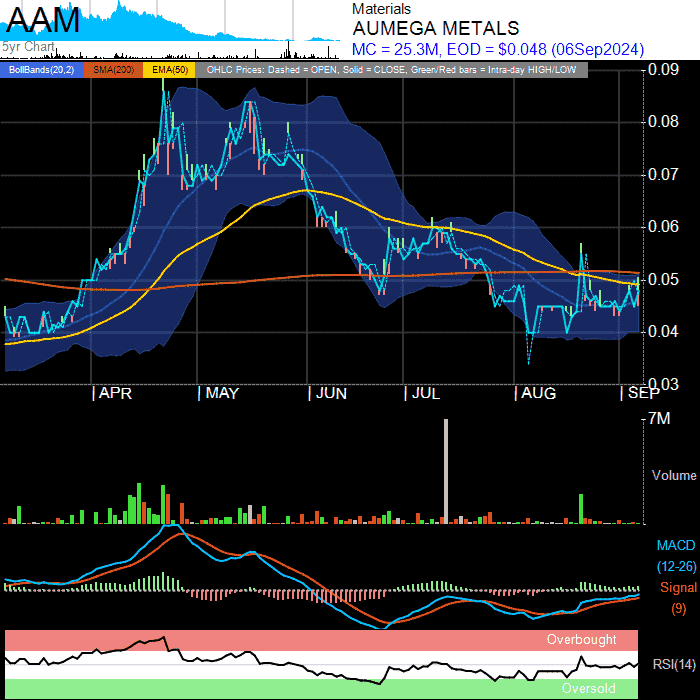 AAM
5yr Chart
Materials
AUMEGA METALS
MC = 25.3M, EOD = $0.048 (06Sep2024)
BollBands(20,2) SMA(200) EMA(50) OHLC Prices: Dashed = OPEN, Solid = CLOSE, Green/Red bars = Intra-day HIGH/LOW
0.09
0.08
0.07
0.06
0.05
0.04
0.03
APR MAY JUN JUL AUG SEP
7M
Volume
MACD
(12-26)
Signal
(9)
Overbought
RSI(14)
Oversold